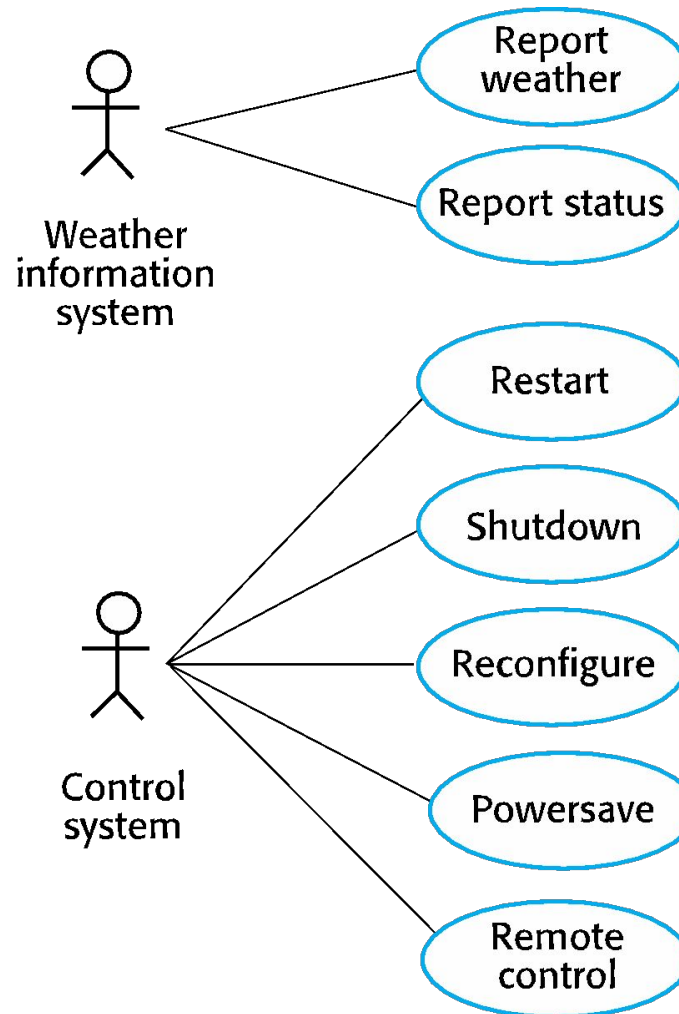 Report
weather
Report status
Weather
information
system
Restart
Shutdown
Reconfigure
Powersave
Control
system
Remote
control